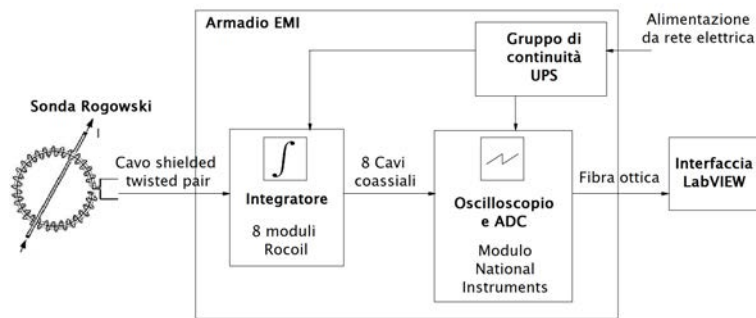 Armadio EMI
Alimentazione
da rete elettrica
Gruppo di
continuità
UPS
Sonda Rogowski
I
Cavo shielded
twisted pair
∫
Integratore
8 moduli
Rocoil
8 Cavi
coassiali
Oscilloscopio
e ADC
Modulo
National
Instruments
Fibra ottica
Interfaccia
LabVIEW